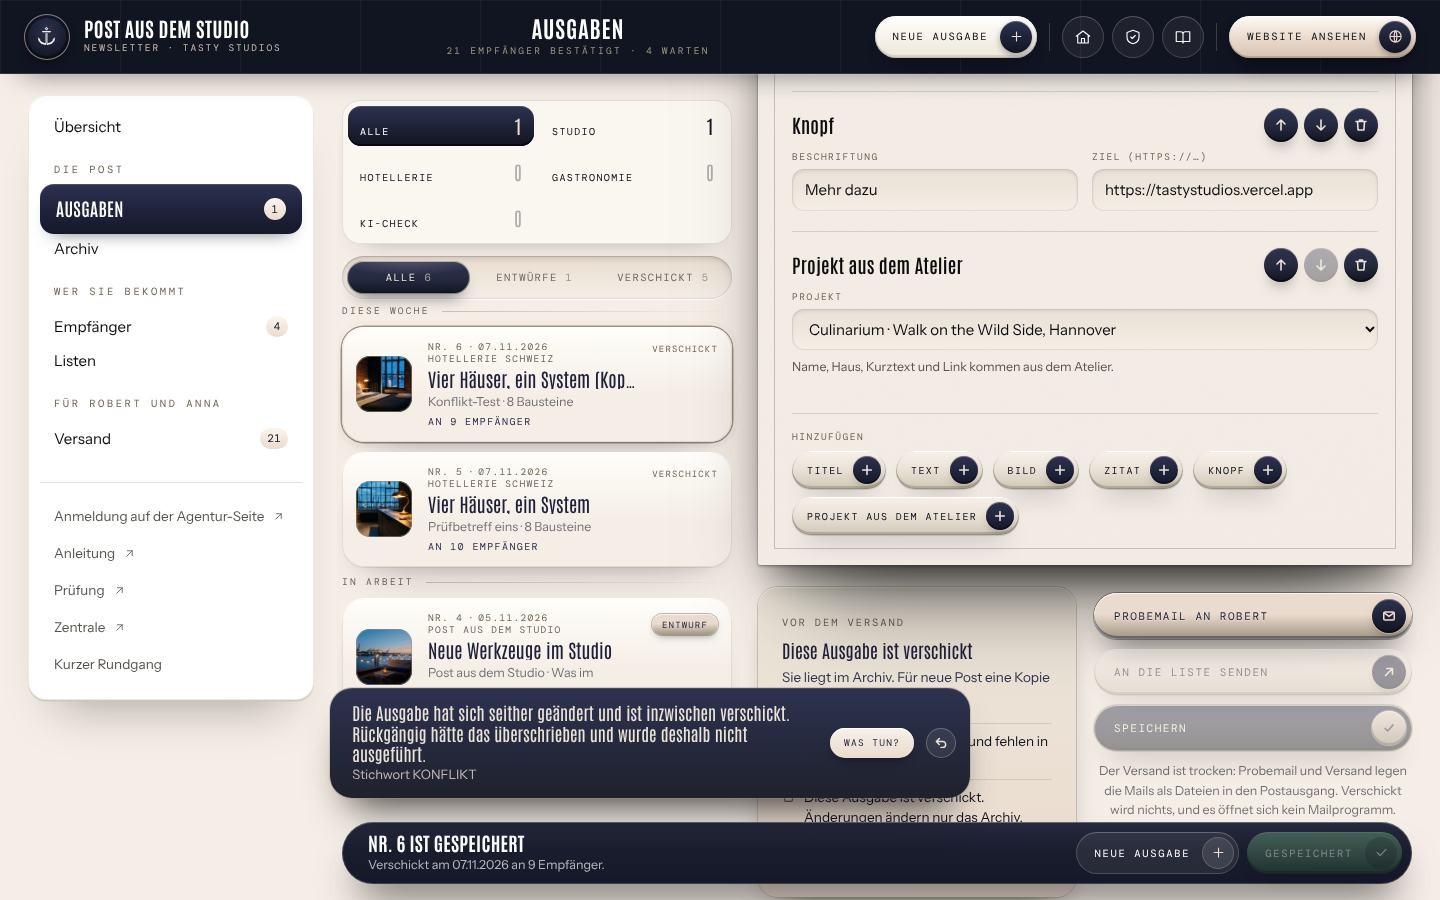 POST AUS DEM STUDIO
NEWSLETTER · TASTY STUDIOS
AUSGABEN
21 EMPFÄNGER BESTÄTIGT · 4 WARTEN
NEUE AUSGABE
WEBSITE ANSEHEN
Übersicht
DIE POST
AUSGABEN 1
Archiv
WER SIE BEKOMMT
Empfänger 4
Listen
FÜR ROBERT UND ANNA
Versand 21
Anmeldung auf der Agentur-Seite
Anleitung
Prüfung
Zentrale
Kurzer Rundgang
ALLE 1
STUDIO 1
HOTELLERIE 0
GASTRONOMIE 0
KI-CHECK 0
ALLE 6
ENTWÜRFE 1
VERSCHICKT 5
DIESE WOCHE
NR. 6 · 07.11.2026
HOTELLERIE SCHWEIZ
VERSCHICKT
Vier Häuser, ein System (Kop…
Konflikt-Test · 8 Bausteine
AN 9 EMPFÄNGER
NR. 5 · 07.11.2026
HOTELLERIE SCHWEIZ
VERSCHICKT
Vier Häuser, ein System
Prüfbetreff eins · 8 Bausteine
AN 10 EMPFÄNGER
IN ARBEIT
NR. 4 · 05.11.2026
POST AUS DEM STUDIO
ENTWURF
Neue Werkzeuge im Studio
Post aus dem Studio · Was im
Knopf
BESCHRIFTUNG
Mehr dazu
ZIEL (HTTPS://…)
https://tastystudios.vercel.app
Projekt aus dem Atelier
PROJEKT
Culinarium · Walk on the Wild Side, Hannover
Name, Haus, Kurztext und Link kommen aus dem Atelier.
HINZUFÜGEN
TITEL
TEXT
BILD
ZITAT
KNOPF
PROJEKT AUS DEM ATELIER
VOR DEM VERSAND
Diese Ausgabe ist verschickt
Sie liegt im Archiv. Für neue Post eine Kopie
und fehlen in
Diese Ausgabe ist verschickt.
Änderungen ändern nur das Archiv.
PROBEMAIL AN ROBERT
AN DIE LISTE SENDEN
SPEICHERN
Der Versand ist trocken: Probemail und Versand legen
die Mails als Dateien in den Postausgang. Verschickt
wird nichts, und es öffnet sich kein Mailprogramm.
Die Ausgabe hat sich seither geändert und ist inzwischen verschickt.
Rückgängig hätte das überschrieben und wurde deshalb nicht
ausgeführt.
Stichwort KONFLIKT
WAS TUN?
NR. 6 IST GESPEICHERT
Verschickt am 07.11.2026 an 9 Empfänger.
NEUE AUSGABE
GESPEICHERT